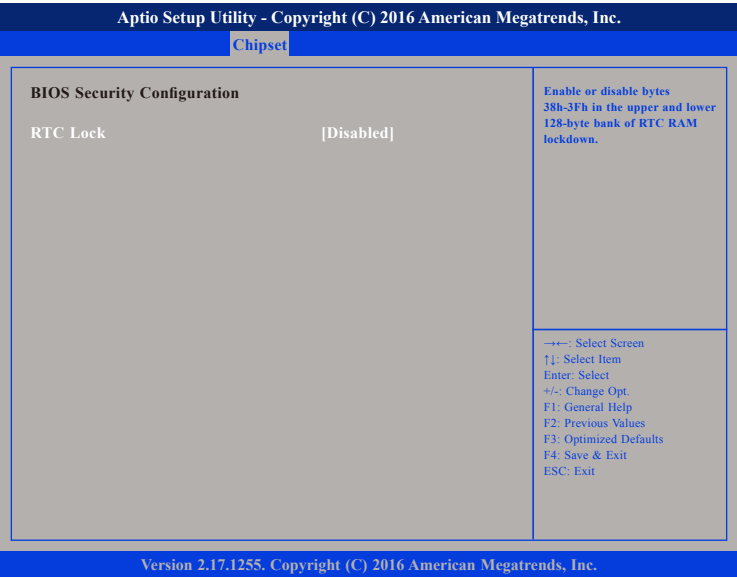 Aptio Setup Utility - Copyright (C) 2016 American Megatrends, Inc.
Chipset
BIOS Security Configuration
RTC Lock [Disabled]
Enable or disable bytes
38h-3Fh in the upper and lower
128-byte bank of RTC RAM
lockdown.
→←: Select Screen
↑↓: Select Item
Enter: Select
+/-: Change Opt.
F1: General Help
F2: Previous Values
F3: Optimized Defaults
F4: Save & Exit
ESC: Exit
Version 2.17.1255. Copyright (C) 2016 American Megatrends, Inc.